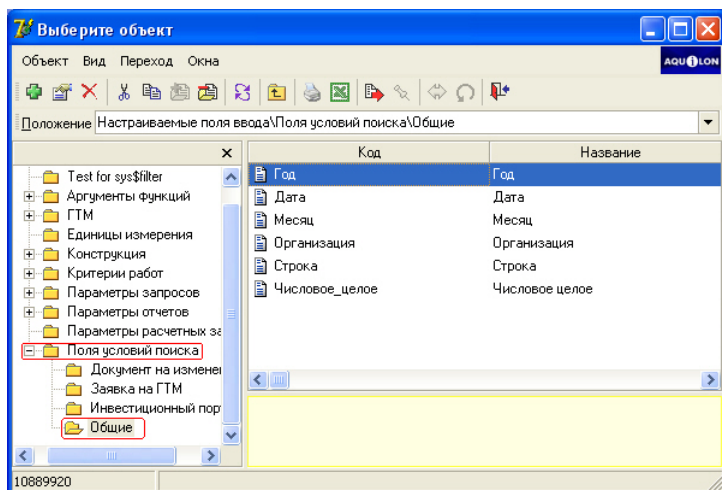 Выберите объект
Объект Вид Переход Окна
AQUILON
Положение Настраиваемые поля ввода\Поля условий поиска\Общие
Код Название
Test for sys$filter
Аргументы функций
ГТМ
Единицы измерения
Конструкция
Критерии работ
Параметры запросов
Параметры отчетов
Параметры расчетных за
Поля условий поиска
Документ на изменен
Заявка на ГТМ
Инвестиционный пор
Общие
Год Год
Дата Дата
Месяц Месяц
Организация Организация
Строка Строка
Числовое_целое Числовое целое
10889920